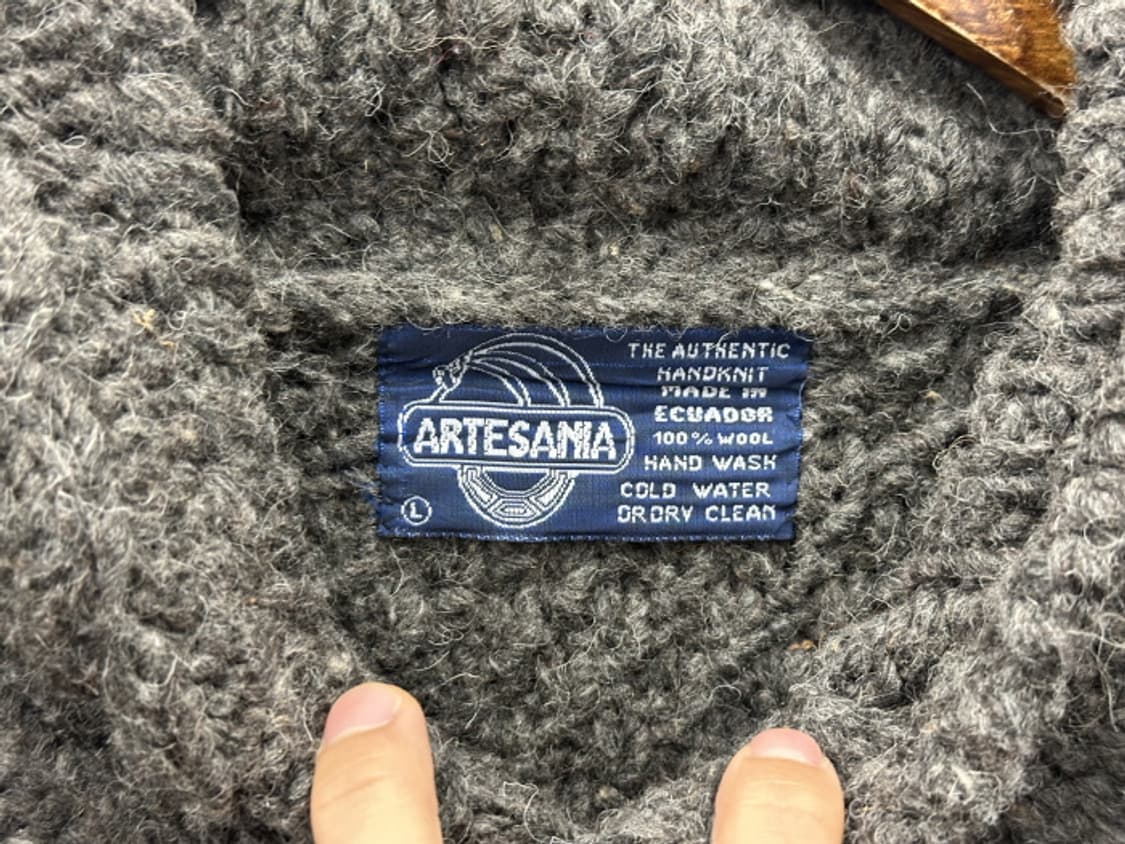 ARTESANIA
L
THE AUTHENTIC
HANDKNIT
MADE IN
ECUADOR
100% WOOL
HAND WASH
COLD WATER
OR DRY CLEAN